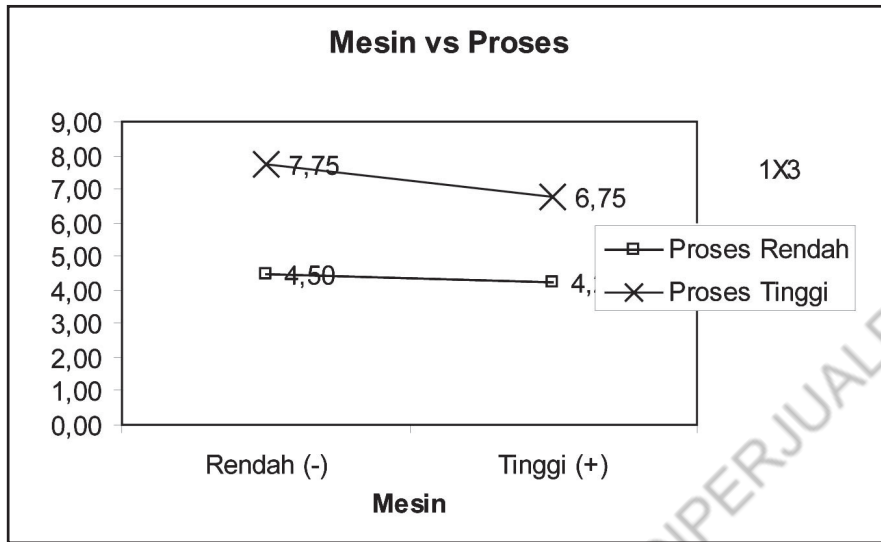 Mesin vs Proses
9,00
8,00
7,00
6,00
5,00
4,00
3,00
2,00
1,00
0,00
7,75
6,75
4,50
1X3
Proses Rendah
Proses Tinggi
Rendah (-)
Tinggi (+)
Mesin